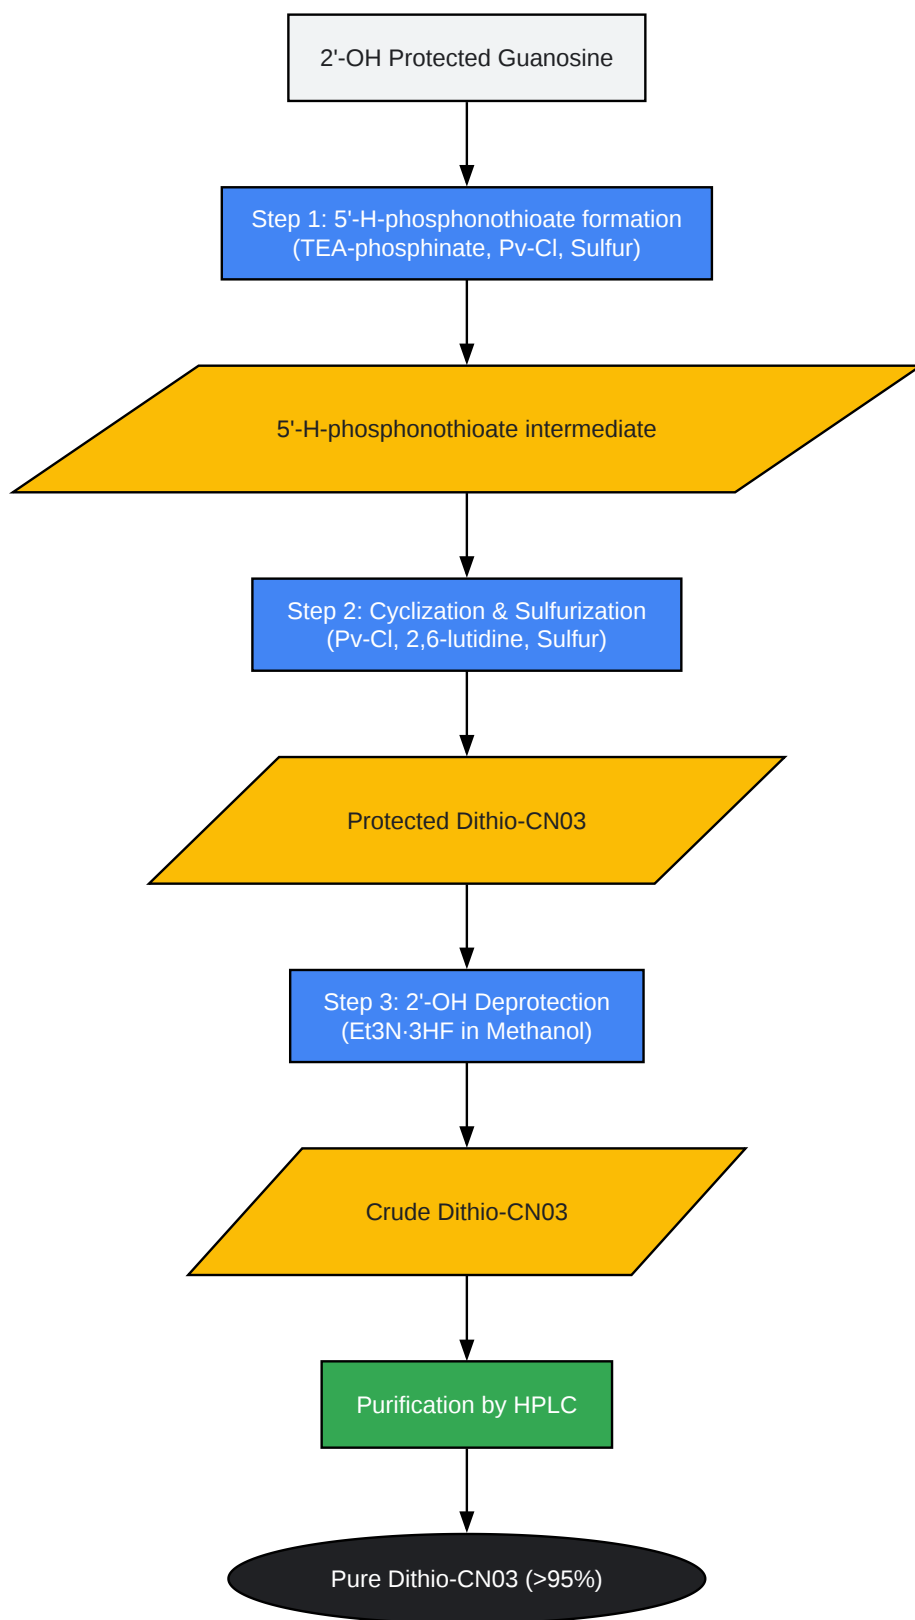 2'-OH Protected Guanosine
Step 1: 5'-H-phosphonothioate formation
(TEA-phosphinate, Pv-Cl, Sulfur)
5'-H-phosphonothioate intermediate
Step 2: Cyclization & Sulfurization
(Pv-Cl, 2,6-lutidine, Sulfur)
Protected Dithio-CN03
Step 3: 2'-OH Deprotection
(Et3N·3HF in Methanol)
Crude Dithio-CN03
Purification by HPLC
Pure Dithio-CN03 (>95%)